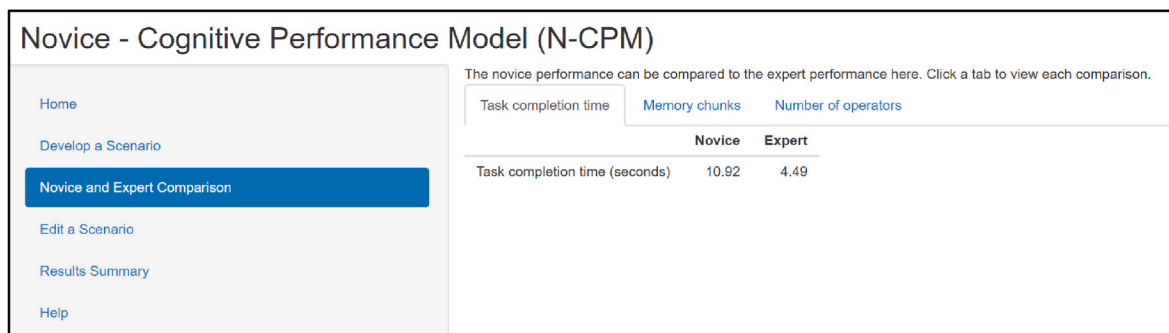 Novice - Cognitive Performance Model (N-CPM)
Home
Develop a Scenario
Novice and Expert Comparison
Edit a Scenario
Results Summary
Help
The novice performance can be compared to the expert performance here. Click a tab to view each comparison.
Task completion time Memory chunks Number of operators
Novice Expert
Task completion time (seconds) 10.92 4.49